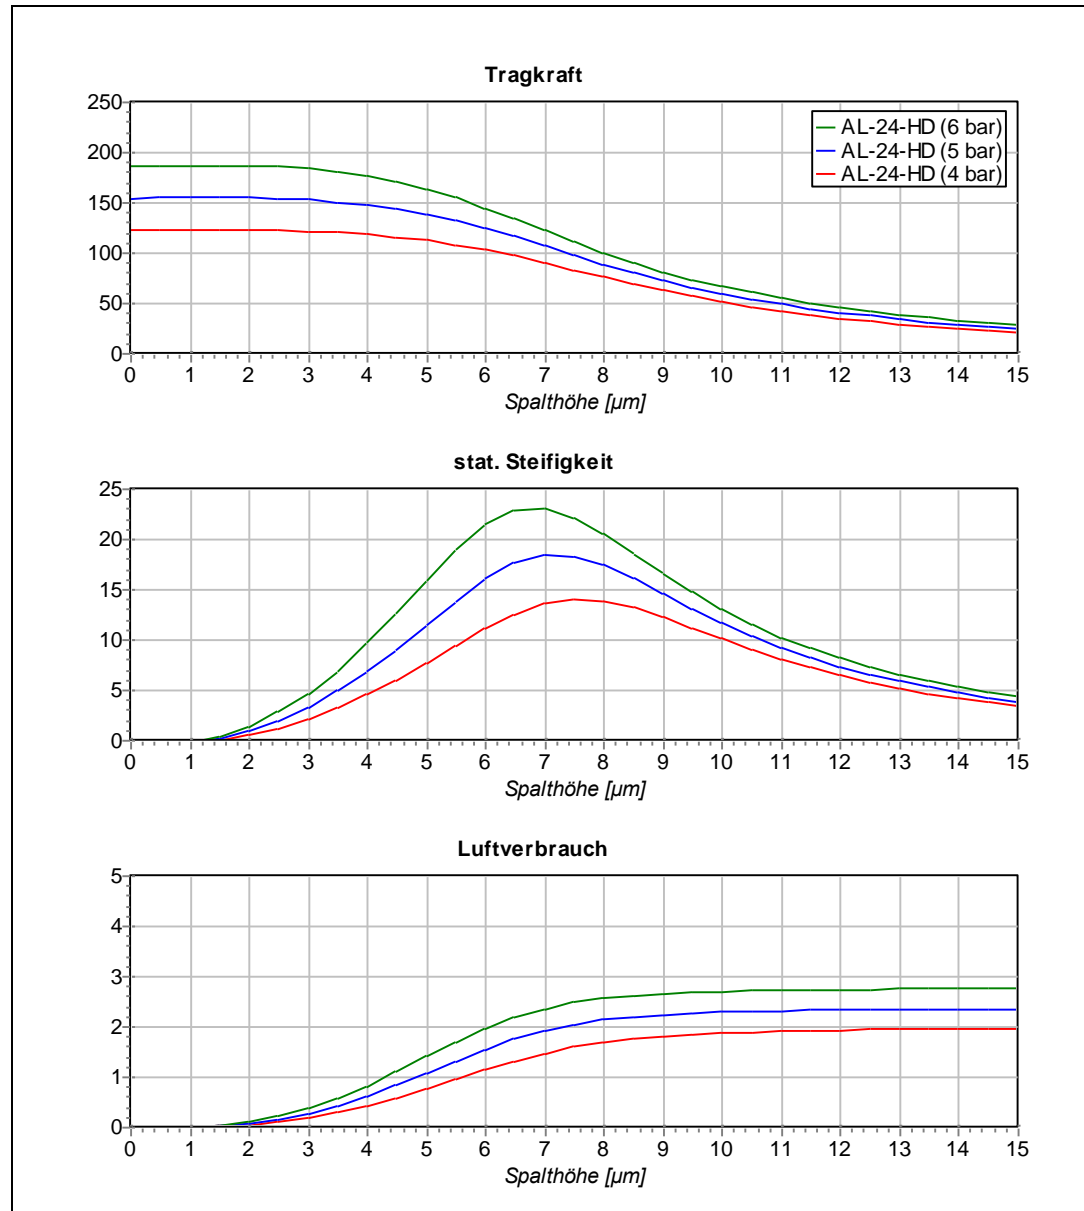 Tragkraft
250
200
150
100
50
0
AL-24-HD (6 bar)
AL-24-HD (5 bar)
AL-24-HD (4 bar)
0 1 2 3 4 5 6 7 8 9 10 11 12 13 14 15
Spalthöhe [µm]
stat. Steifigkeit
25
20
15
10
5
0
0 1 2 3 4 5 6 7 8 9 10 11 12 13 14 15
Spalthöhe [µm]
Luftverbrauch
5
4
3
2
1
0
0 1 2 3 4 5 6 7 8 9 10 11 12 13 14 15
Spalthöhe [µm]